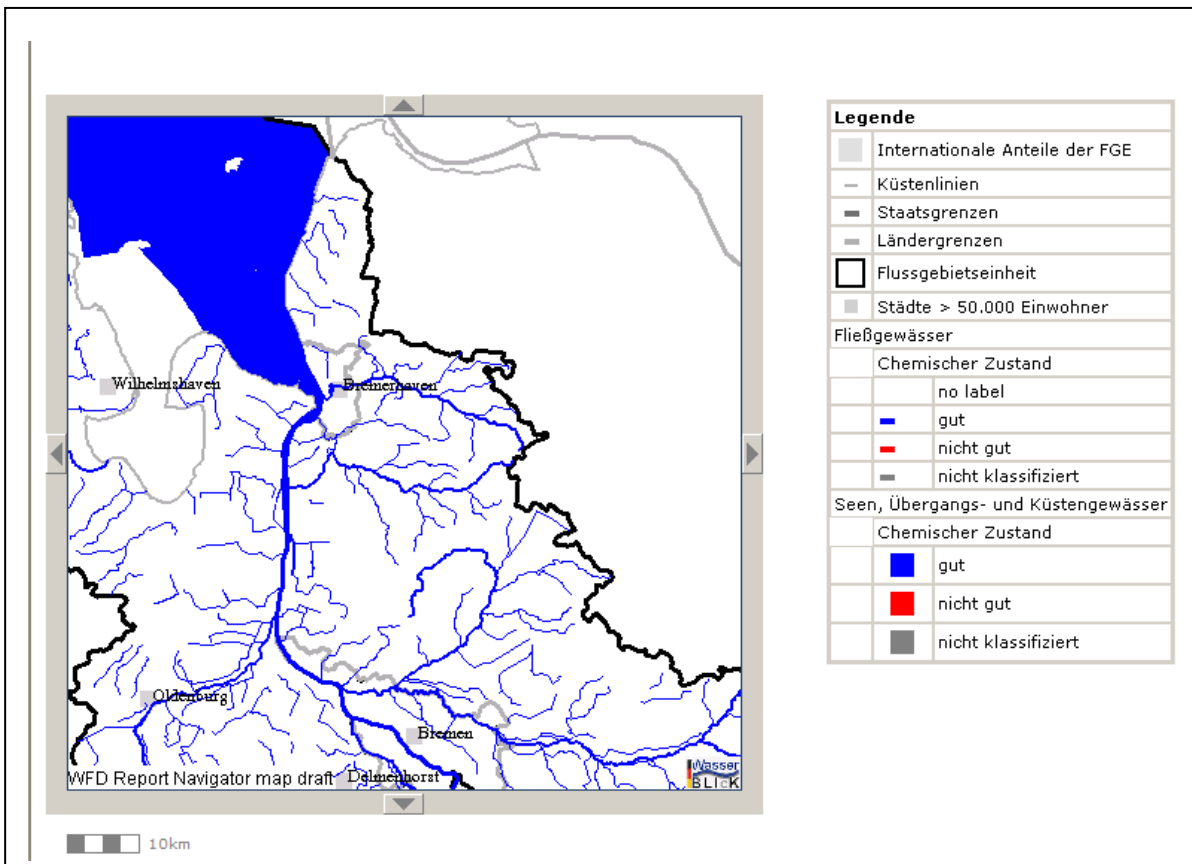 Wilhelmshaven
Bremerhaven
Oldenburg
Bremen
Delmenhorst
WFD Report Navigator map draft
Wasser
BLIcK
10km
Legende
Internationale Anteile der FGE
Küstenlinien
Staatsgrenzen
Ländergrenzen
Flussgebietseinheit
Städte > 50.000 Einwohner
Fließgewässer
Chemischer Zustand
no label
gut
nicht gut
nicht klassifiziert
Seen, Übergangs- und Küstengewässer
Chemischer Zustand
gut
nicht gut
nicht klassifiziert